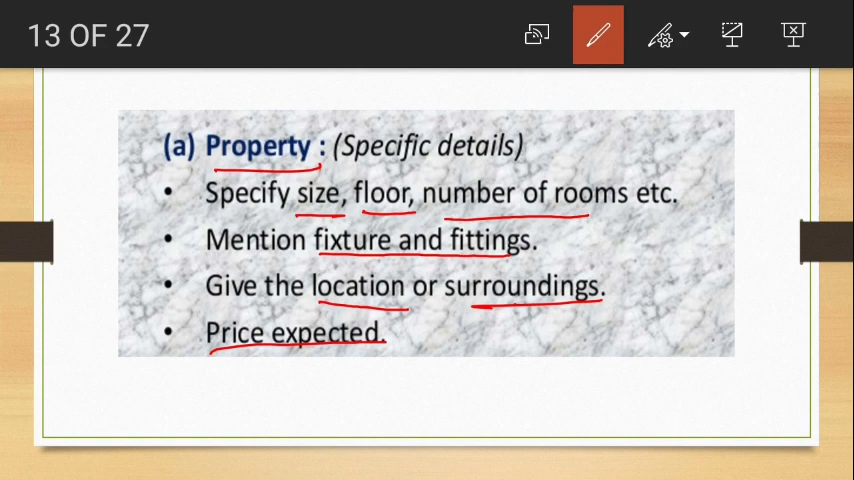 13 OF 27
(a) Property : (Specific details)
• Specify size, floor, number of rooms etc.
• Mention fixture and fittings.
• Give the location or surroundings.
• Price expected.